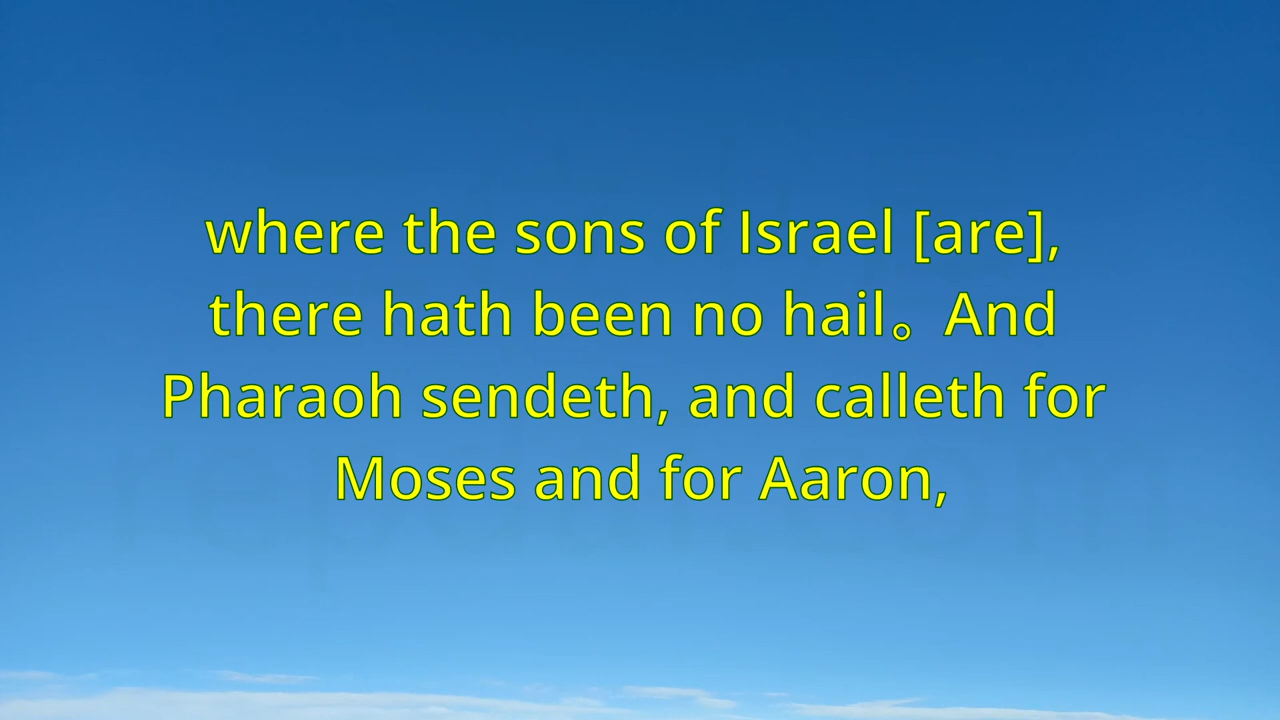 where the sons of Israel [are],
there hath been no hail。And
Pharaoh sendeth, and calleth for
Moses and for Aaron,